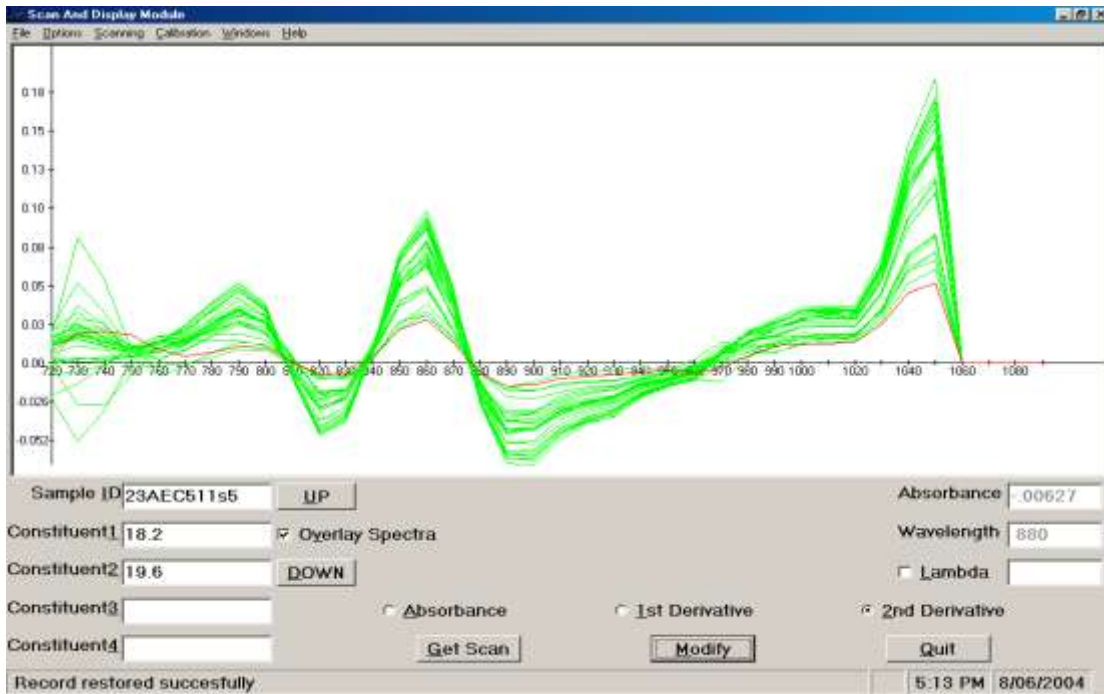 Scan And Display Module
File Options Scanning Calibration Windows Help
0.18
0.15
0.13
0.10
0.08
0.05
0.03
0.00
-0.026
-0.052
720 730 740 750 760 770 780 790 800 810 820 830 840 850 860 870 880 890 900 910 920 930 940 950 960 970 980 990 1000 1020 1040 1060 1080
Sample ID 23AEC511s5 UP Absorbance -.00627
Constituent1 18.2 Overlay Spectra Wavelength 880
Constituent2 19.6 DOWN Lambda
Constituent3 Absorbance 1st Derivative 2nd Derivative
Constituent4 Get Scan Modify Quit
Record restored succesfully 5:13 PM 8/06/2004